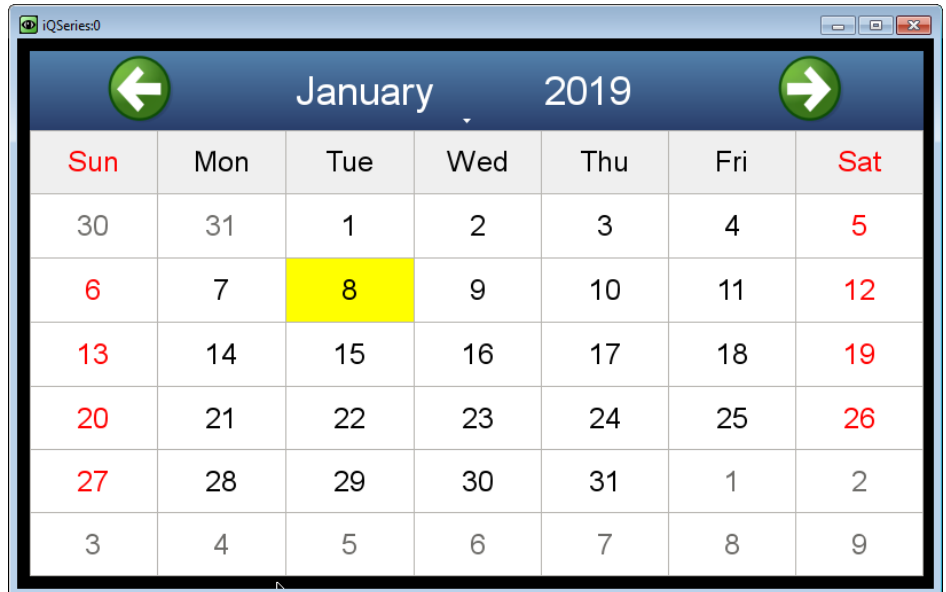 iQSeries:0
January 2019
Sun Mon Tue Wed Thu Fri Sat
30 31 1 2 3 4 5
6 7 8 9 10 11 12
13 14 15 16 17 18 19
20 21 22 23 24 25 26
27 28 29 30 31 1 2
3 4 5 6 7 8 9